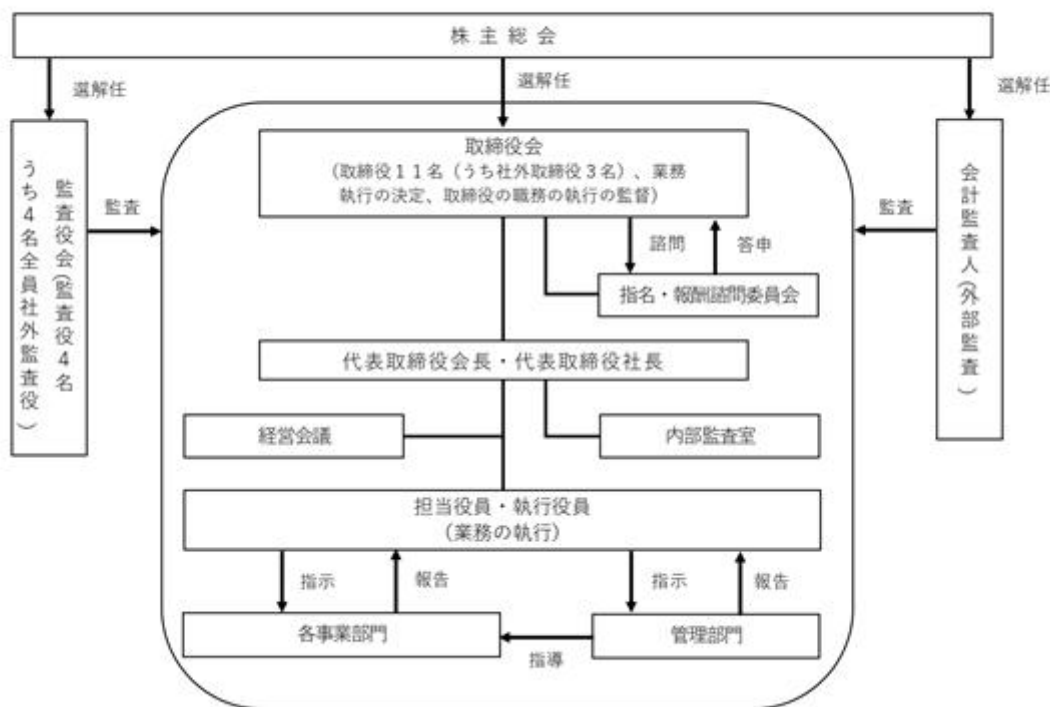 株主総会
選解任
選解任
選解任
取締役会
(取締役11名(うち社外取締役3名)、業務
執行の決定、取締役の職務の執行の監督)
監査役会(監査役4名
うち4名全員社外監査役)
監査
監査
会計監査人(外部監査)
諮問
答申
指名・報酬諮問委員会
代表取締役会長・代表取締役社長
経営会議
内部監査室
担当役員・執行役員
(業務の執行)
指示
報告
指示
報告
各事業部門
管理部門
指導